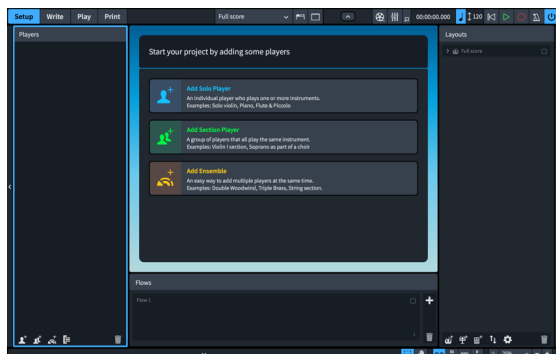 Setup Write Play Print Full score 00:00:00.000 120
Players
Layouts
Start your project by adding some players
Full score
Add Solo Player
An individual player who plays one or more instruments.
Examples: Solo violin, Piano, Flute & Piccolo
Add Section Player
A group of players that all play the same instrument.
Examples: Violin I section, Soprano as part of a choir
Add Ensemble
An easy way to add multiple players at the same time.
Examples: Double Woodwind, Triple Brass, String section.
Flows
Flow 1
1